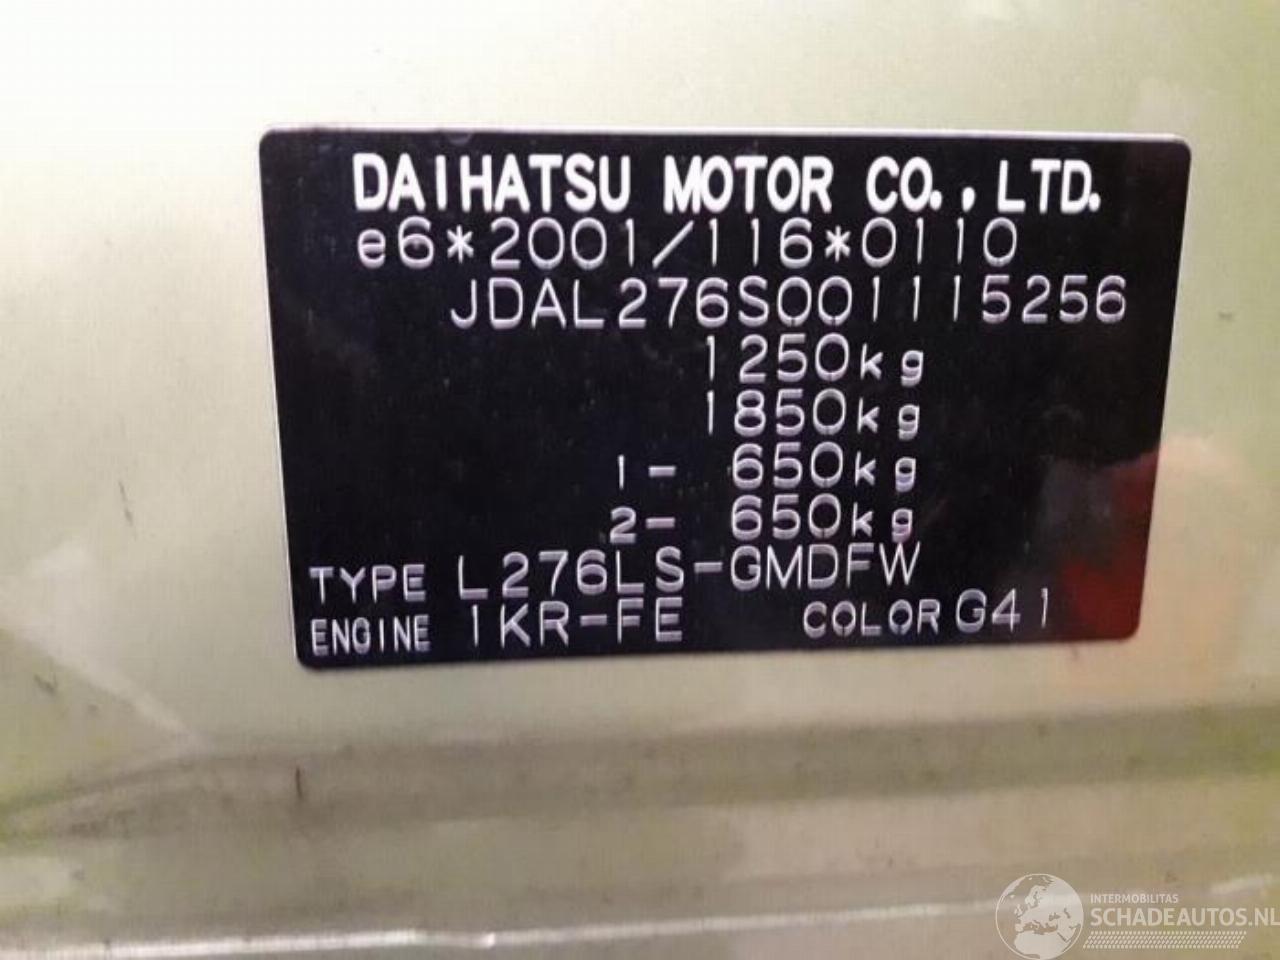 DAIHATSU MOTOR CO., LTD.
e6*2001/116*0110
JDAL276S001115256
1250kg
1850kg
1- 650kg
2- 650kg
TYPE L276LS-GMDFW
ENGINE 1KR-FE COLOR G41
INTERMOBILITAS
SCHADEAUTOS.NL